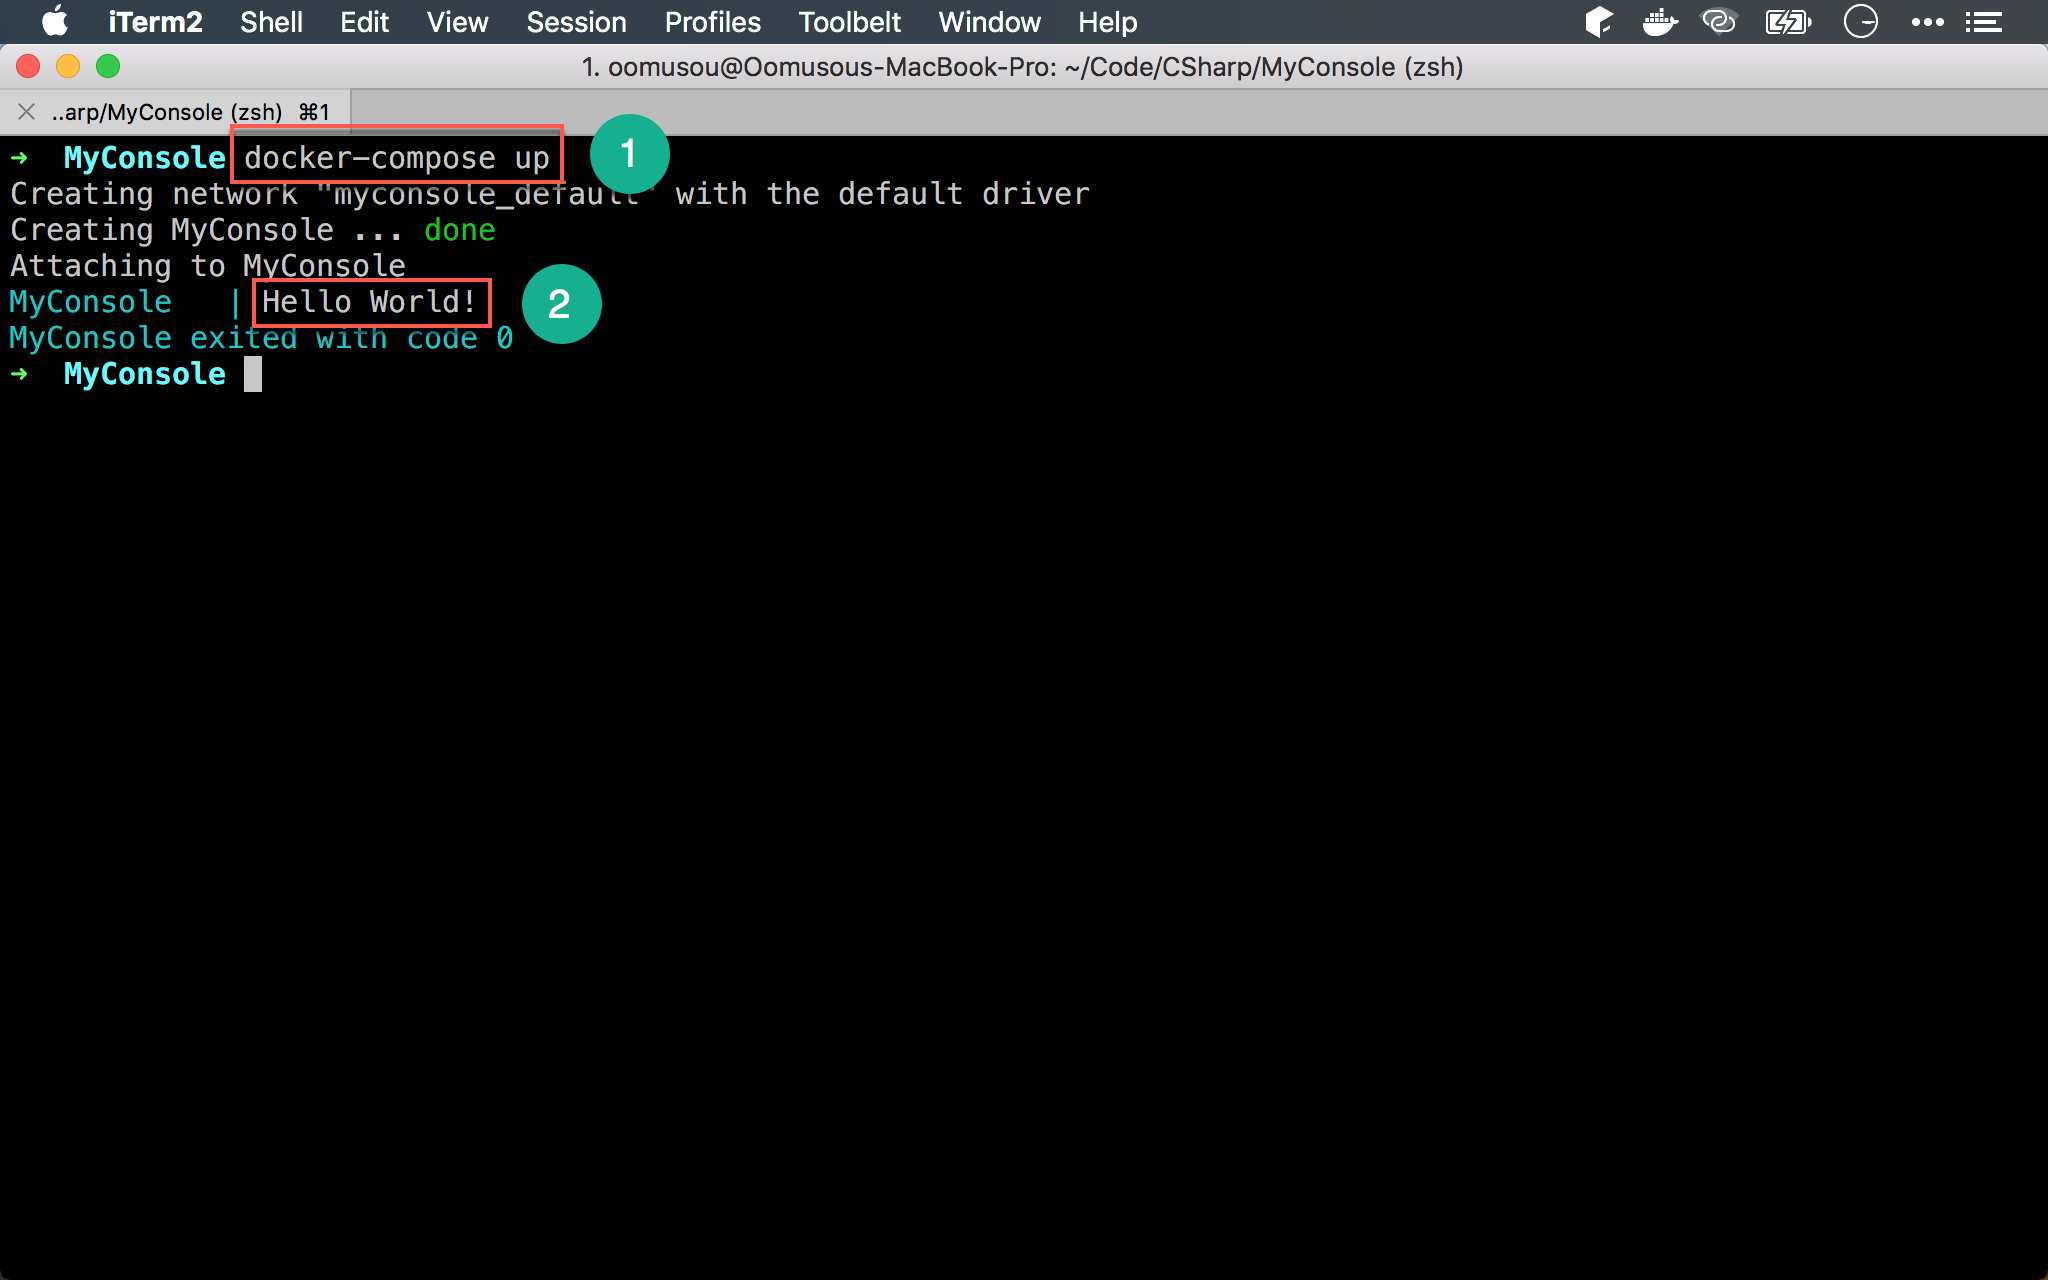 iTerm2 Shell Edit View Session Profiles Toolbelt Window Help
1. oomusou@Oomusous-MacBook-Pro: ~/Code/CSharp/MyConsole (zsh)
..arp/MyConsole (zsh) ⌘1
➜ MyConsole docker-compose up 1
Creating network "myconsole_default" with the default driver
Creating MyConsole ... done
Attaching to MyConsole
MyConsole | Hello World! 2
MyConsole exited with code 0
➜ MyConsole